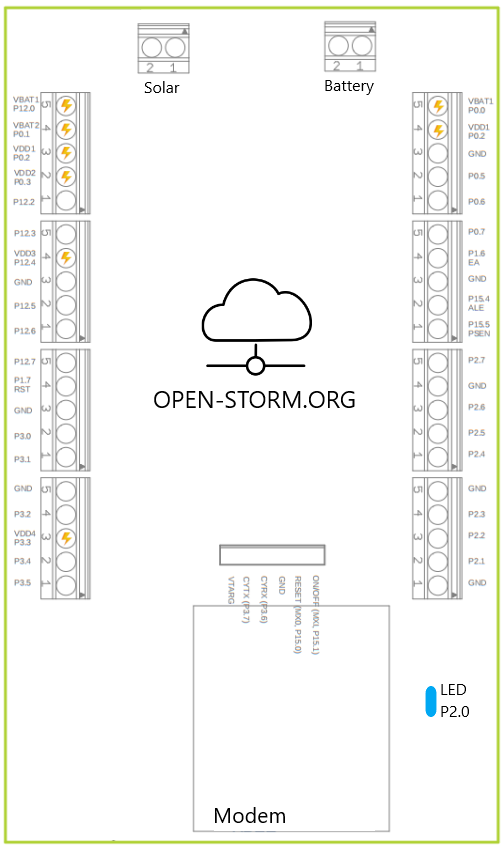 2 1
Solar
2 1
Battery
VBAT1
P12.0
5
VBAT2
P0.1
4
VDD1
P0.2
3
VDD2
P0.3
2
P12.2
1
P12.3
5
VDD3
P12.4
4
GND
3
P12.5
2
P12.6
1
P12.7
5
P1.7
RST
4
GND
3
P3.0
2
P3.1
1
GND
5
P3.2
4
VDD4
P3.3
3
P3.4
2
P3.5
1
OPEN-STORM.ORG
5
VBAT1
P0.0
4
VDD1
P0.2
3
GND
2
P0.5
1
P0.6
5
P0.7
4
P1.6
EA
3
GND
2
P15.4
ALE
1
P15.5
PSEN
5
P2.7
4
GND
3
P2.6
2
P2.5
1
P2.4
5
GND
4
P2.3
3
P2.2
2
P2.1
1
GND
VTARG
CYTX (P3.7)
CYRX (P3.6)
GND
RESET (MX0, P15.0)
ON/OFF (MXI, P15.1)
LED
P2.0
Modem